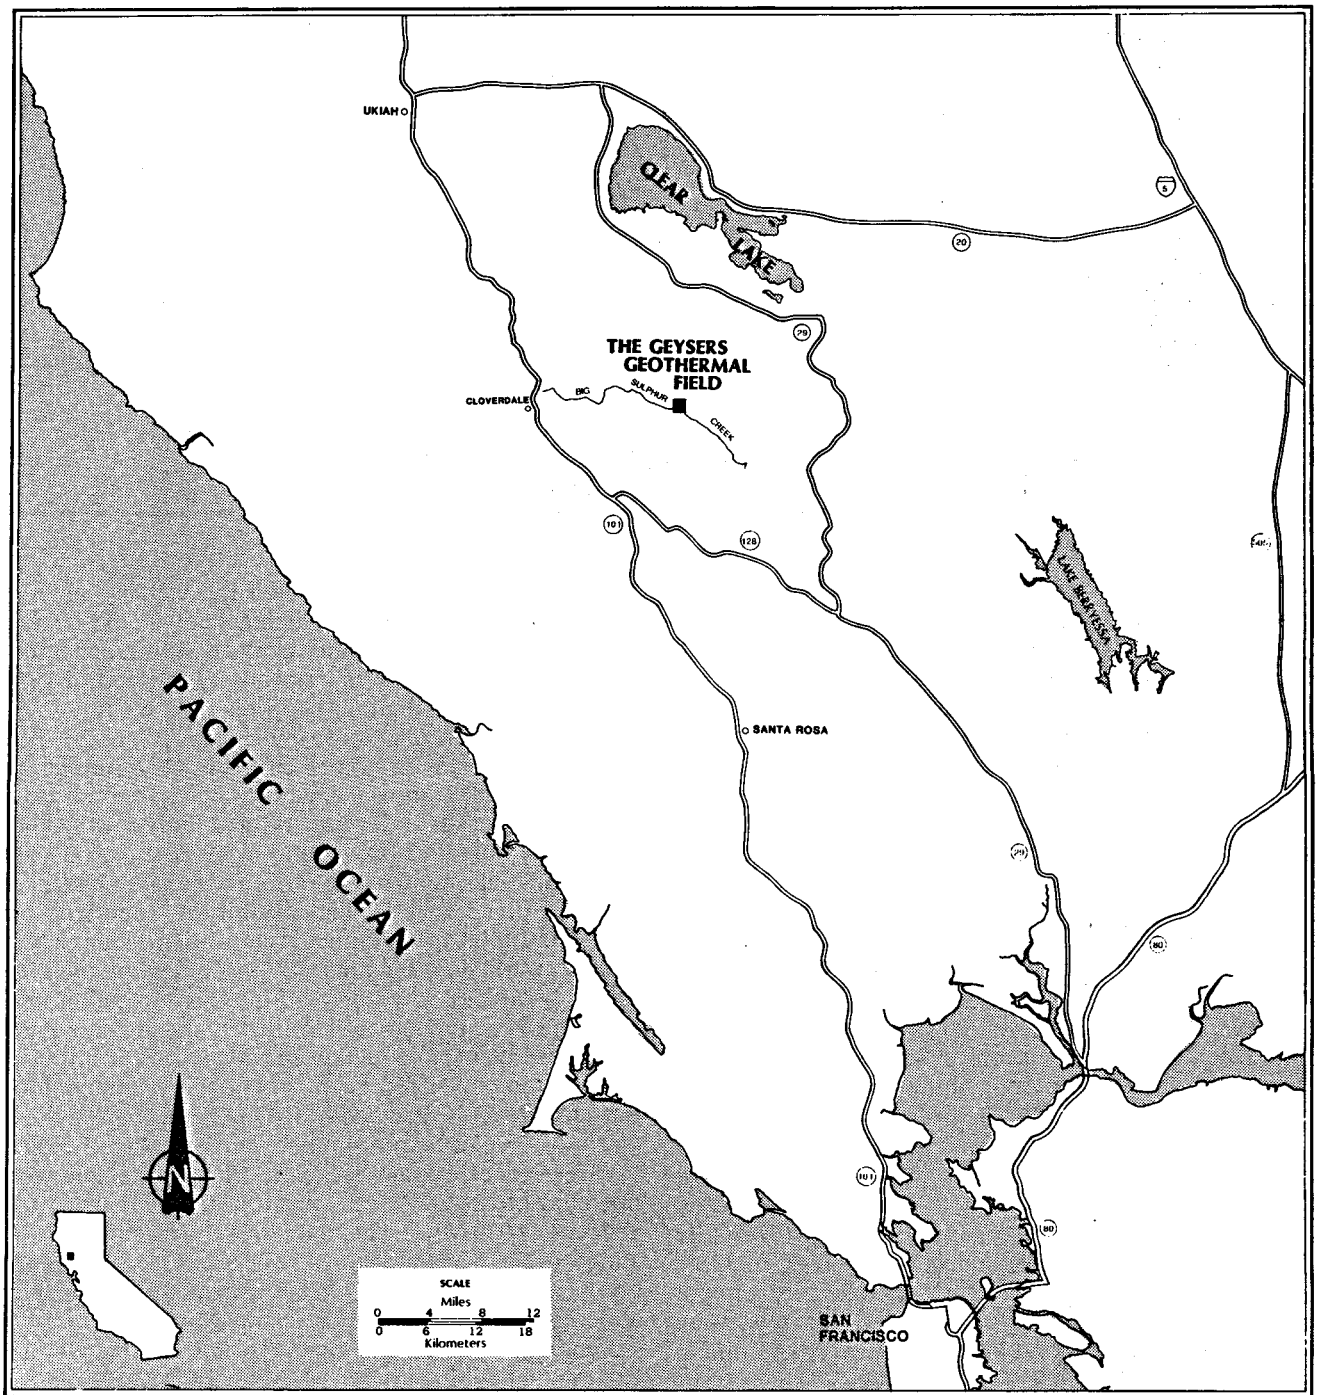 UKIAH
CLEAR
LAKE
5
20
29
THE GEYSERS
GEOTHERMAL
FIELD
BIG SULPHUR CREEK
CLOVERDALE
101
128
505
LAKE BERRYESSA
PACIFIC
OCEAN
SANTA ROSA
29
80
N
101
80
SCALE
Miles
0 4 8 12
0 6 12 18
Kilometers
SAN
FRANCISCO